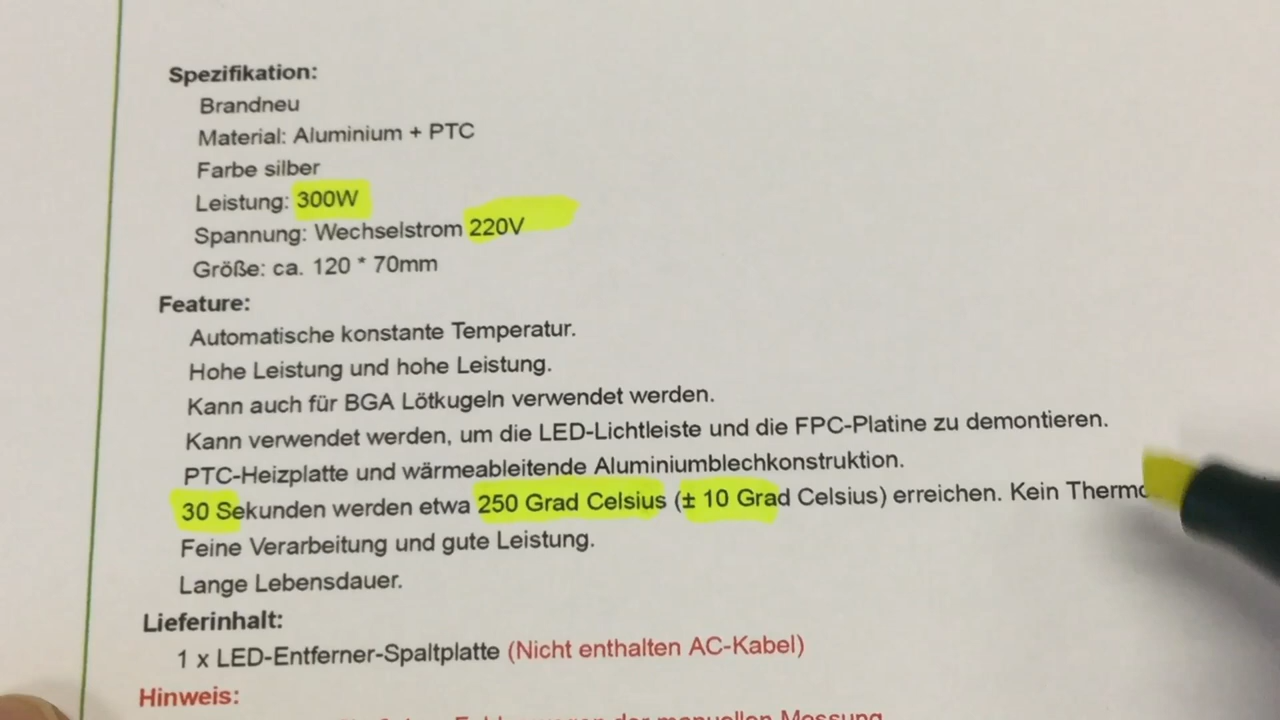 Spezifikation:
Brandneu
Material: Aluminium + PTC
Farbe silber
Leistung: 300W
Spannung: Wechselstrom 220V
Größe: ca. 120 * 70mm
Feature:
Automatische konstante Temperatur.
Hohe Leistung und hohe Leistung.
Kann auch für BGA Lötkugeln verwendet werden.
Kann verwendet werden, um die LED-Lichtleiste und die FPC-Platine zu demontieren.
PTC-Heizplatte und wärmeableitende Aluminiumblechkonstruktion.
30 Sekunden werden etwa 250 Grad Celsius (± 10 Grad Celsius) erreichen. Kein
Feine Verarbeitung und gute Leistung.
Lange Lebensdauer.
Lieferinhalt:
1 x LED-Entferner-Spaltplatte (Nicht enthalten AC-Kabel)
Hinweis:
der manuellen Messung